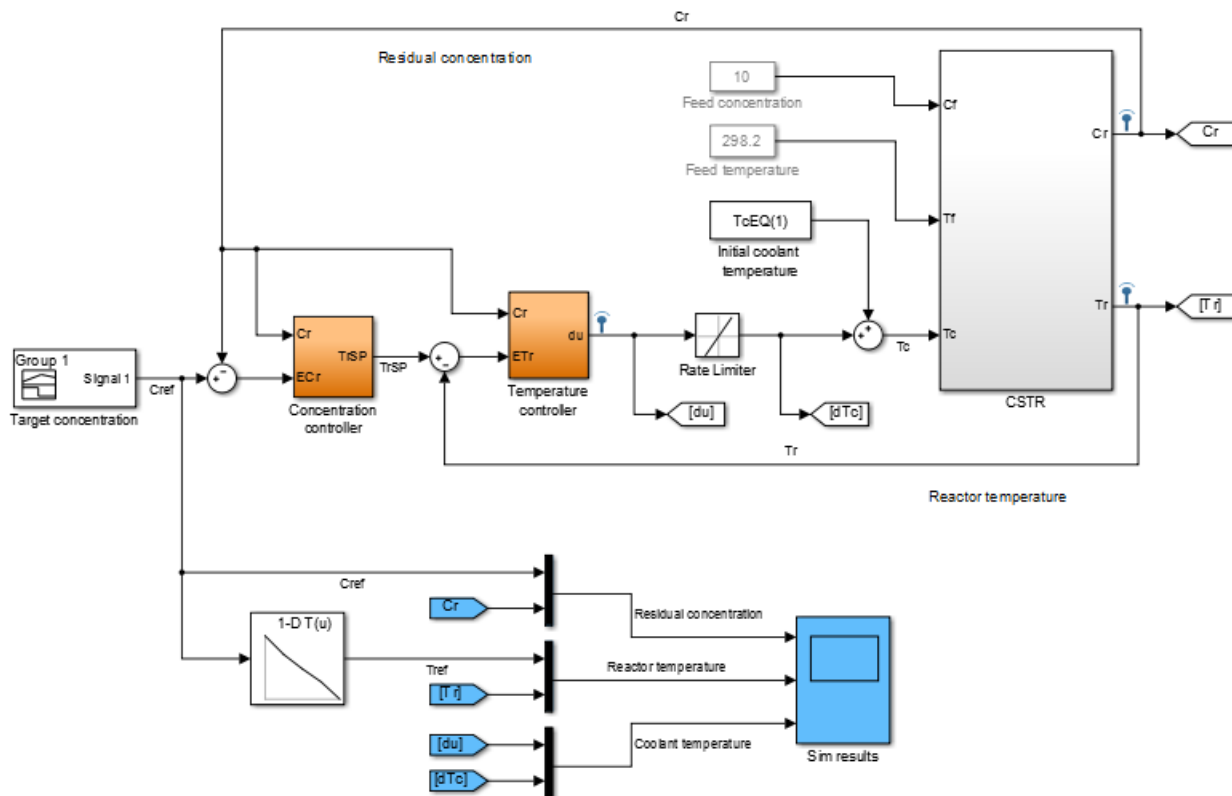 Cr
Residual concentration
10
Feed concentration
298.2
Feed temperature
TcEQ(1)
Initial coolant
temperature
Cf
Tf
Tc
Cr
Tr
CSTR
Cr
[Tr]
Group 1
Signal 1
Target concentration
Cref
Cr
ECr
TrSP
Concentration
controller
TrSP
Cr
ETr
du
Temperature
controller
Rate Limiter
Tc
[du]
[dTc]
Tr
Reactor temperature
Cref
Cr
Residual concentration
1-D T(u)
Tref
[Tr]
Reactor temperature
[du]
[dTc]
Coolant temperature
Sim results